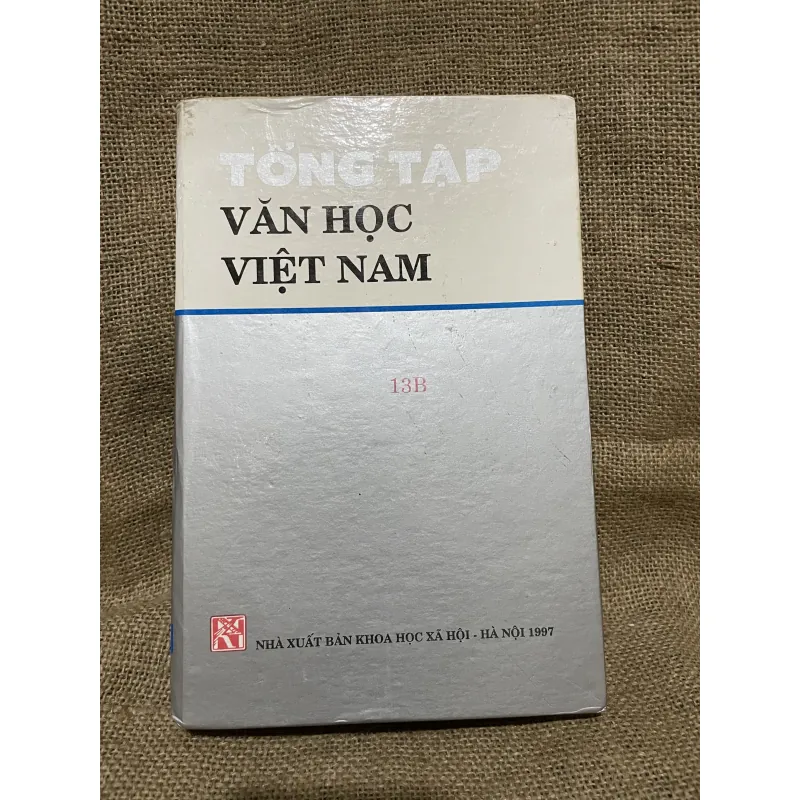 TỔNG TẬP
VĂN HỌC
VIỆT NAM
13B
NHÀ XUẤT BẢN KHOA HỌC XÃ HỘI - HÀ NỘI 1997